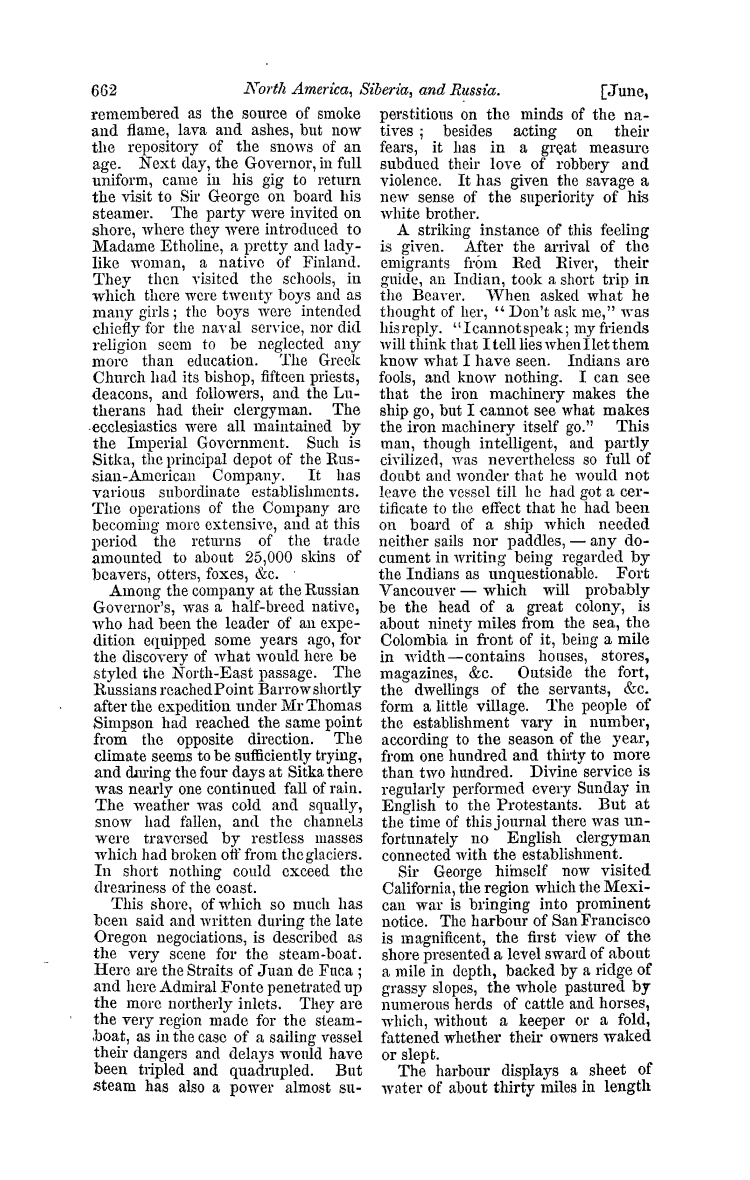 662 North America, Siberia, and Russia. [June,
remembered as the source of smoke
and flame, lava and ashes, but now
the repository of the snows of an
age. Next day, the Governor, in full
uniform, came in his gig to return
the visit to Sir George on board his
steamer. The party were invited on
shore, where they were introduced to
Madame Etholine, a pretty and lady-
like woman, a native of Finland.
They then visited the schools, in
which there were twenty boys and as
many girls; the boys were intended
chiefly for the naval service, nor did
religion seem to be neglected any
more than education. The Greek
Church had its bishop, fifteen priests,
deacons, and followers, and the Lu-
therans had their clergyman. The
ecclesiastics were all maintained by
the Imperial Government. Such is
Sitka, the principal depot of the Rus-
sian-American Company. It has
various subordinate establishments.
The operations of the Company are
becoming more extensive, and at this
period the returns of the trade
amounted to about 25,000 skins of
beavers, otters, foxes, &c.
Among the company at the Russian
Governor's, was a half-breed native,
who had been the leader of an expe-
dition equipped some years ago, for
the discovery of what would here be
styled the North-East passage. The
Russians reached Point Barrow shortly
after the expedition under Mr Thomas
Simpson had reached the same point
from the opposite direction. The
climate seems to be sufficiently trying,
and during the four days at Sitka there
was nearly one continued fall of rain.
The weather was cold and squally,
snow had fallen, and the channels
were traversed by restless masses
which had broken off from the glaciers.
In short nothing could exceed the
dreariness of the coast.
This shore, of which so much has
been said and written during the late
Oregon negociations, is described as
the very scene for the steam-boat.
Here are the Straits of Juan de Fuca;
and here Admiral Fonte penetrated up
the more northerly inlets. They are
the very region made for the steam-
boat, as in the case of a sailing vessel
their dangers and delays would have
been tripled and quadrupled. But
steam has also a power almost su-
perstitions on the minds of the na-
tives; besides acting on their
fears, it has in a great measure
subdued their love of robbery and
violence. It has given the savage a
new sense of the superiority of his
white brother.
A striking instance of this feeling
is given. After the arrival of the
emigrants from Red River, their
guide, an Indian, took a short trip in
the Beaver. When asked what he
thought of her, "Don't ask me," was
his reply. "I cannot speak; my friends
will think that I tell lies when I let them
know what I have seen. Indians are
fools, and know nothing. I can see
that the iron machinery makes the
ship go, but I cannot see what makes
the iron machinery itself go." This
man, though intelligent, and partly
civilized, was nevertheless so full of
doubt and wonder that he would not
leave the vessel till he had got a cer-
tificate to the effect that he had been
on board of a ship which needed
neither sails nor paddles, — any do-
cument in writing being regarded by
the Indians as unquestionable. Fort
Vancouver — which will probably
be the head of a great colony, is
about ninety miles from the sea, the
Colombia in front of it, being a mile
in width—contains houses, stores,
magazines, &c. Outside the fort,
the dwellings of the servants, &c.
form a little village. The people of
the establishment vary in number,
according to the season of the year,
from one hundred and thirty to more
than two hundred. Divine service is
regularly performed every Sunday in
English to the Protestants. But at
the time of this journal there was un-
fortunately no English clergyman
connected with the establishment.
Sir George himself now visited
California, the region which the Mexi-
can war is bringing into prominent
notice. The harbour of San Francisco
is magnificent, the first view of the
shore presented a level sward of about
a mile in depth, backed by a ridge of
grassy slopes, the whole pastured by
numerous herds of cattle and horses,
which, without a keeper or a fold,
fattened whether their owners waked
or slept.
The harbour displays a sheet of
water of about thirty miles in length